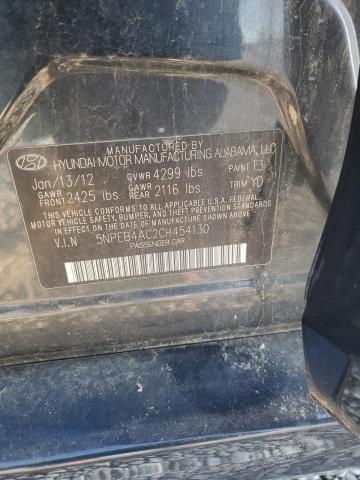 MANUFACTURED BY
HYUNDAI MOTOR MANUFACTURING ALABAMA, LLC
Jan/13/12 GVWR 4299 lbs PAINT T3
GAWR FRONT 2425 lbs GAWR REAR 2116 lbs TRIM YD
THIS VEHICLE CONFORMS TO ALL APPLICABLE U.S.A. FEDERAL
MOTOR VEHICLE SAFETY, BUMPER, AND THEFT PREVENTION STANDARDS
IN EFFECT ON THE DATE OF MANUFACTURE SHOWN ABOVE.
V.I.N 5NPEB4AC2CH454130
PASSENGER CAR